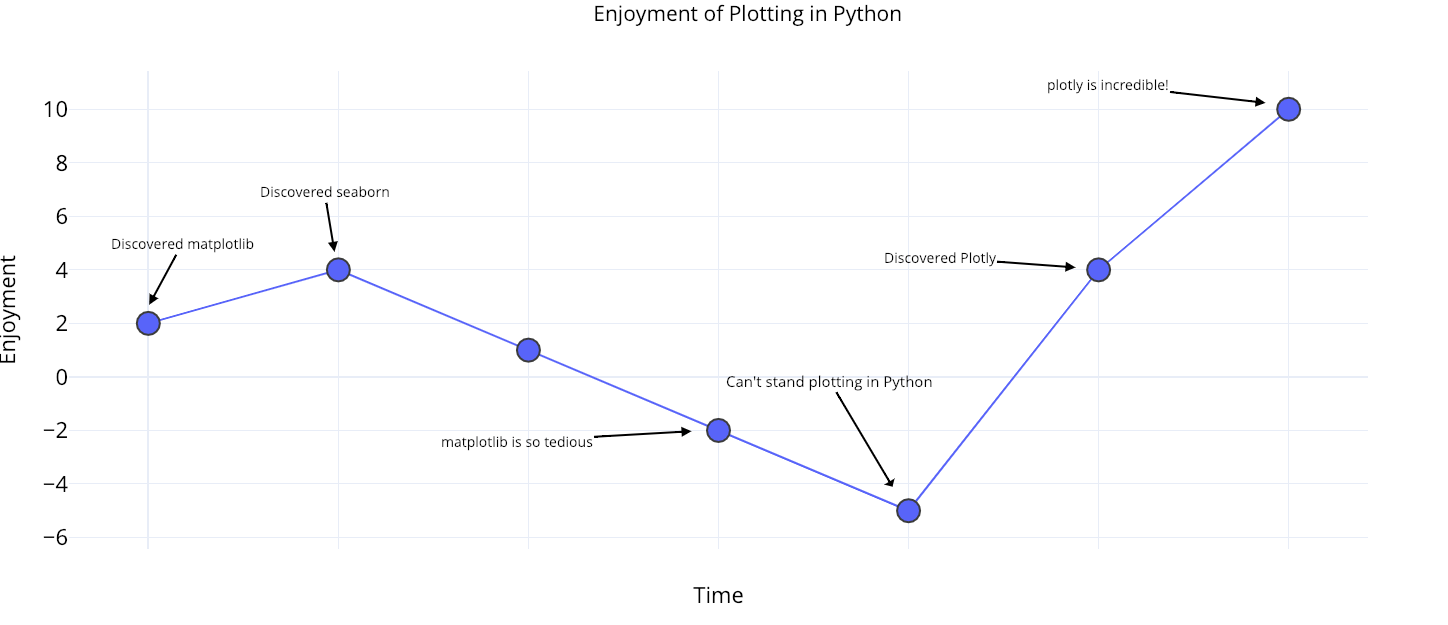 Enjoyment of Plotting in Python
plotly is incredible!
Discovered seaborn
Discovered matplotlib
Discovered Plotly
Can't stand plotting in Python
matplotlib is so tedious
10
8
6
4
2
0
−2
−4
−6
Enjoyment
Time